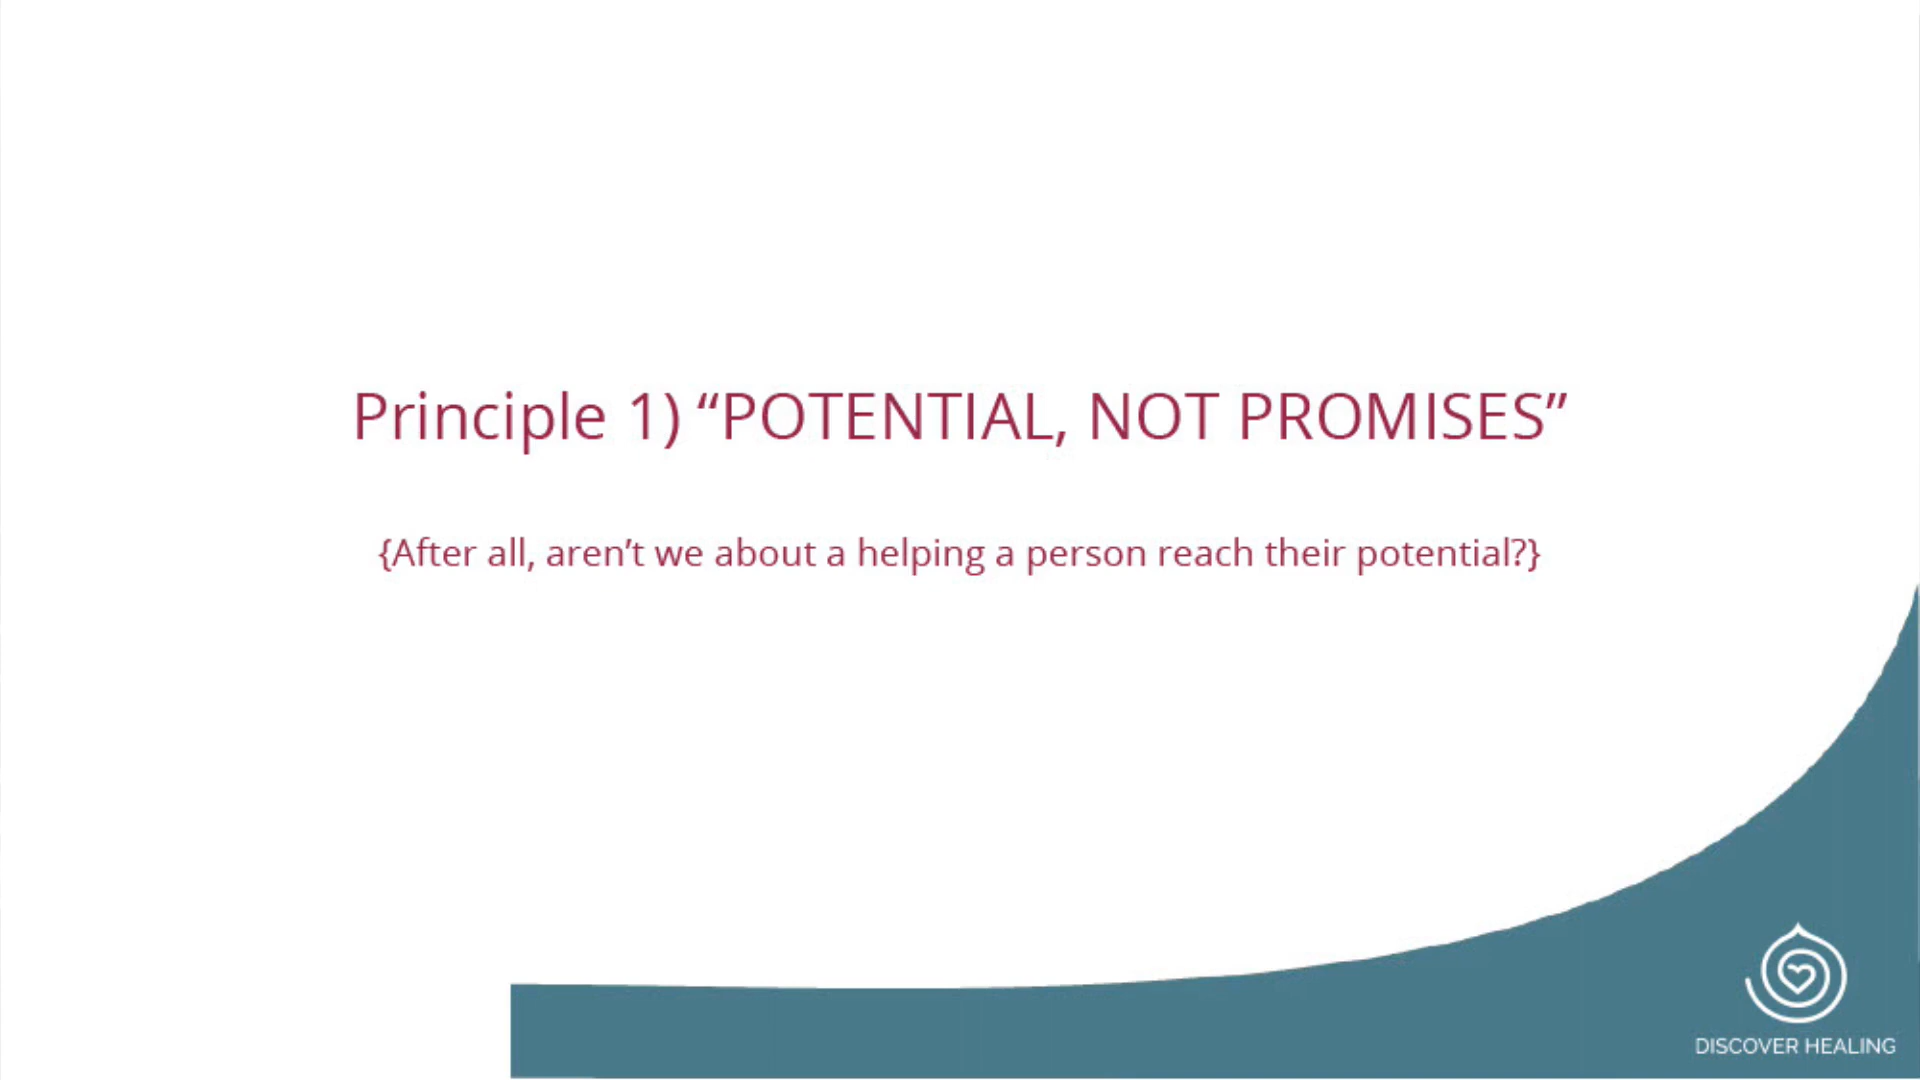 Principle 1) “POTENTIAL, NOT PROMISES”
{After all, aren’t we about a helping a person reach their potential?}
DISCOVER HEALING